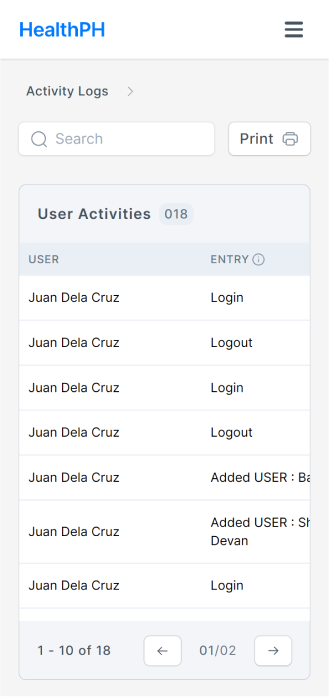 HealthPH
Activity Logs
Search
Print
User Activities 018
USER ENTRY
Juan Dela Cruz Login
Juan Dela Cruz Logout
Juan Dela Cruz Login
Juan Dela Cruz Logout
Juan Dela Cruz Added USER : Ba
Juan Dela Cruz Added USER : Sh
Devan
Juan Dela Cruz Login
1 - 10 of 18 01/02